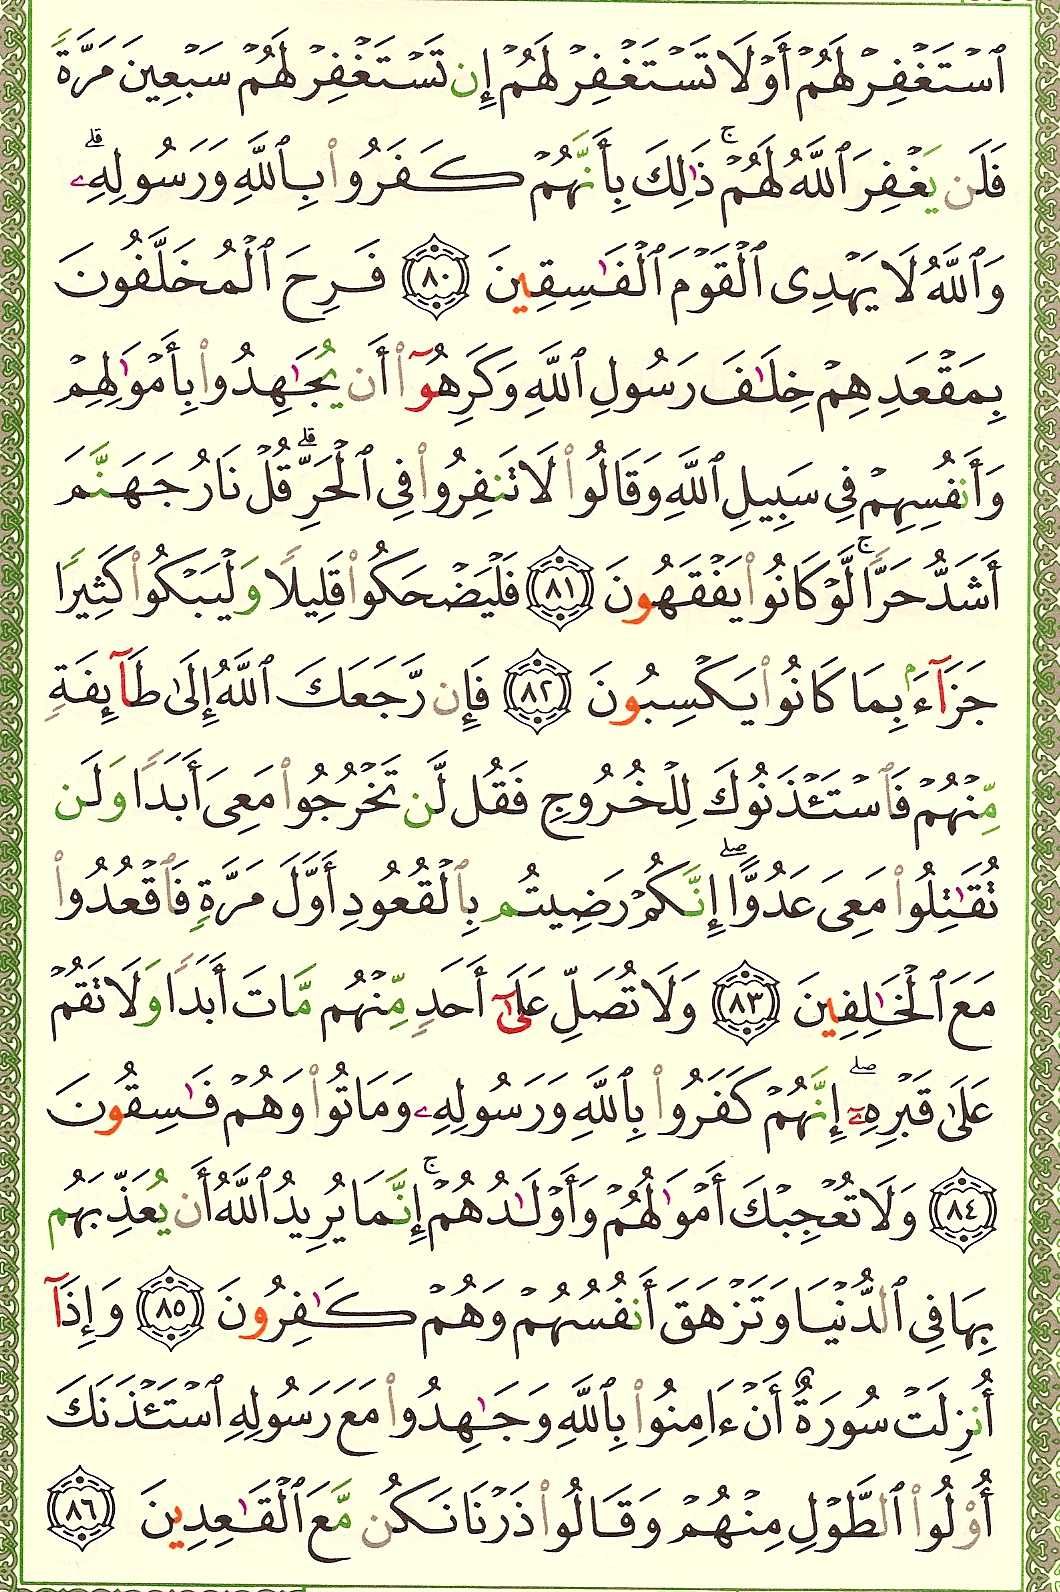 ٱسۡتَغۡفِرۡ لَهُمۡ أَوۡ لَا تَسۡتَغۡفِرۡ لَهُمۡ إِن تَسۡتَغۡفِرۡ لَهُمۡ سَبۡعِينَ مَرَّةٗ
فَلَن يَغۡفِرَ ٱللَّهُ لَهُمۡۚ ذَٰلِكَ بِأَنَّهُمۡ كَفَرُواْ بِٱللَّهِ وَرَسُولِهِۦۗ
وَٱللَّهُ لَا يَهۡدِى ٱلۡقَوۡمَ ٱلۡفَٰسِقِينَ ٨٠ فَرِحَ ٱلۡمُخَلَّفُونَ
بِمَقۡعَدِهِمۡ خِلَٰفَ رَسُولِ ٱللَّهِ وَكَرِهُوٓاْ أَن يُجَٰهِدُواْ بِأَمۡوَٰلِهِمۡ
وَأَنفُسِهِمۡ فِى سَبِيلِ ٱللَّهِ وَقَالُواْ لَا تَنفِرُواْ فِى ٱلۡحَرِّۗ قُلۡ نَارُ جَهَنَّمَ
أَشَدُّ حَرّٗاۚ لَّوۡ كَانُواْ يَفۡقَهُونَ ٨١ فَلۡيَضۡحَكُواْ قَلِيلٗا وَلۡيَبۡكُواْ كَثِيرٗا
جَزَآءَۢ بِمَا كَانُواْ يَكۡسِبُونَ ٨٢ فَإِن رَّجَعَكَ ٱللَّهُ إِلَىٰ طَآئِفَةٖ
مِّنۡهُمۡ فَٱسۡتَـٔۡذَنُوكَ لِلۡخُرُوجِ فَقُل لَّن تَخۡرُجُواْ مَعِىَ أَبَدٗا وَلَن
تُقَٰتِلُواْ مَعِىَ عَدُوًّاۖ إِنَّكُمۡ رَضِيتُم بِٱلۡقُعُودِ أَوَّلَ مَرَّةٖ فَٱقۡعُدُواْ
مَعَ ٱلۡخَٰلِفِينَ ٨٣ وَلَا تُصَلِّ عَلَىٰٓ أَحَدٖ مِّنۡهُم مَّاتَ أَبَدٗا وَلَا تَقُمۡ
عَلَىٰ قَبۡرِهِۦٓۖ إِنَّهُمۡ كَفَرُواْ بِٱللَّهِ وَرَسُولِهِۦ وَمَاتُواْ وَهُمۡ فَٰسِقُونَ
٨٤ وَلَا تُعۡجِبۡكَ أَمۡوَٰلُهُمۡ وَأَوۡلَٰدُهُمۡۚ إِنَّمَا يُرِيدُ ٱللَّهُ أَن يُعَذِّبَهُم
بِهَا فِى ٱلدُّنۡيَا وَتَزۡهَقَ أَنفُسُهُمۡ وَهُمۡ كَٰفِرُونَ ٨٥ وَإِذَآ
أُنزِلَتۡ سُورَةٌ أَنۡ ءَامِنُواْ بِٱللَّهِ وَجَٰهِدُواْ مَعَ رَسُولِهِ ٱسۡتَـٔۡذَنَكَ
أُوْلُواْ ٱلطَّوۡلِ مِنۡهُمۡ وَقَالُواْ ذَرۡنَا نَكُن مَّعَ ٱلۡقَٰعِدِينَ ٨٦